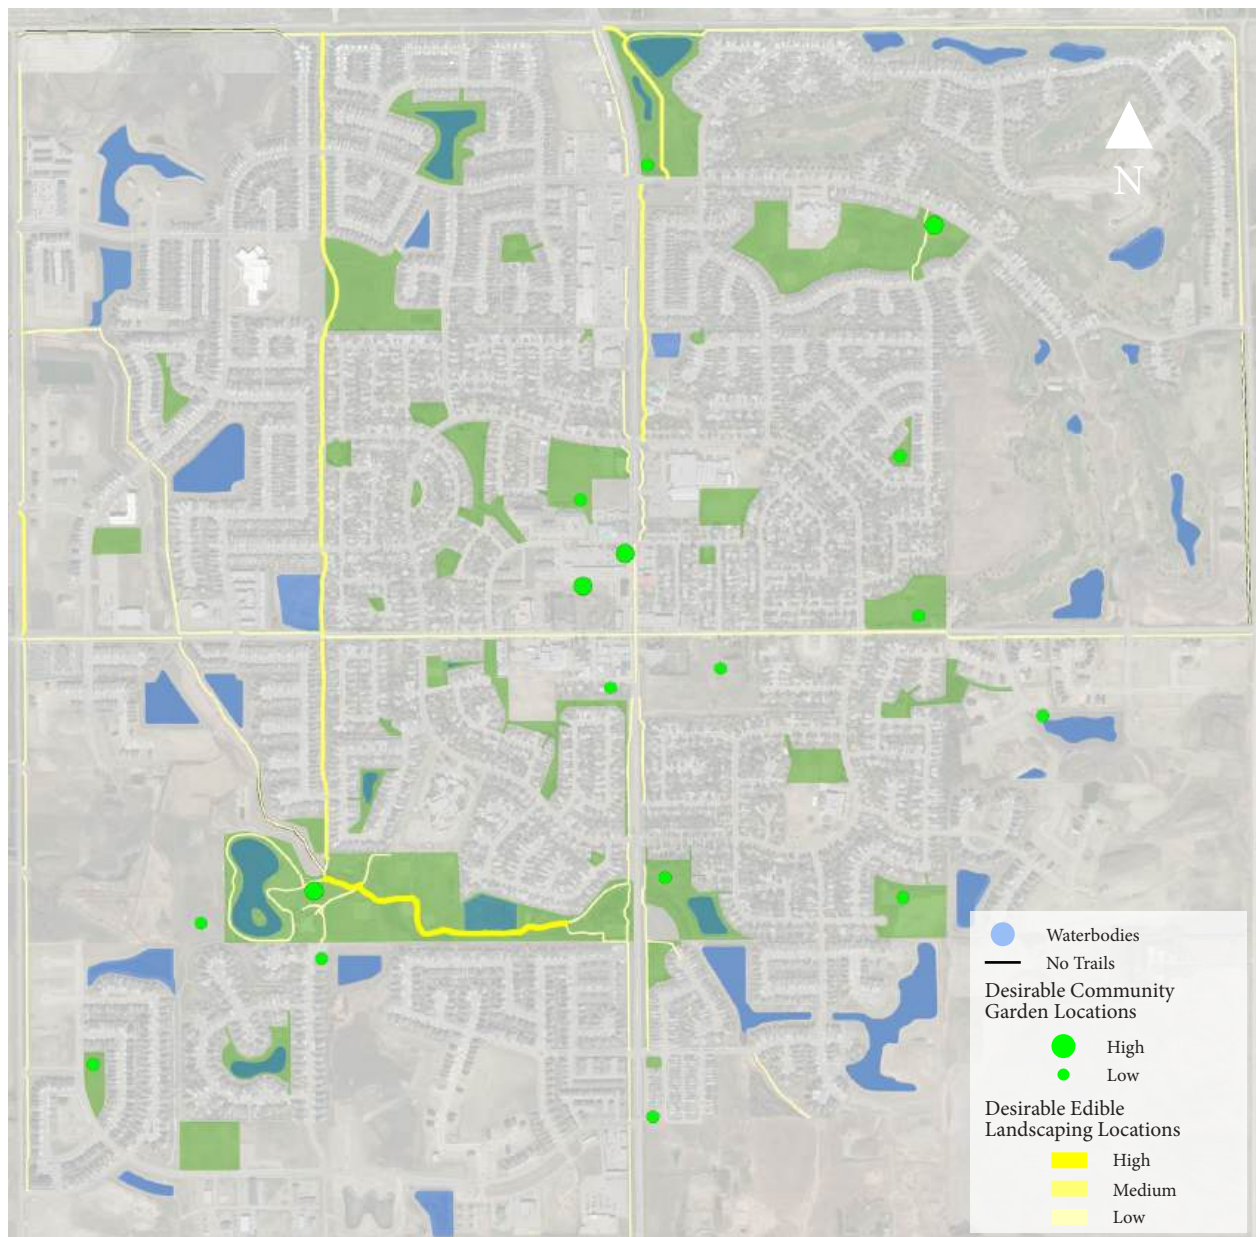 N
Waterbodies
No Trails
Desirable Community
Garden Locations
High
Low
Desirable Edible
Landscaping Locations
High
Medium
Low